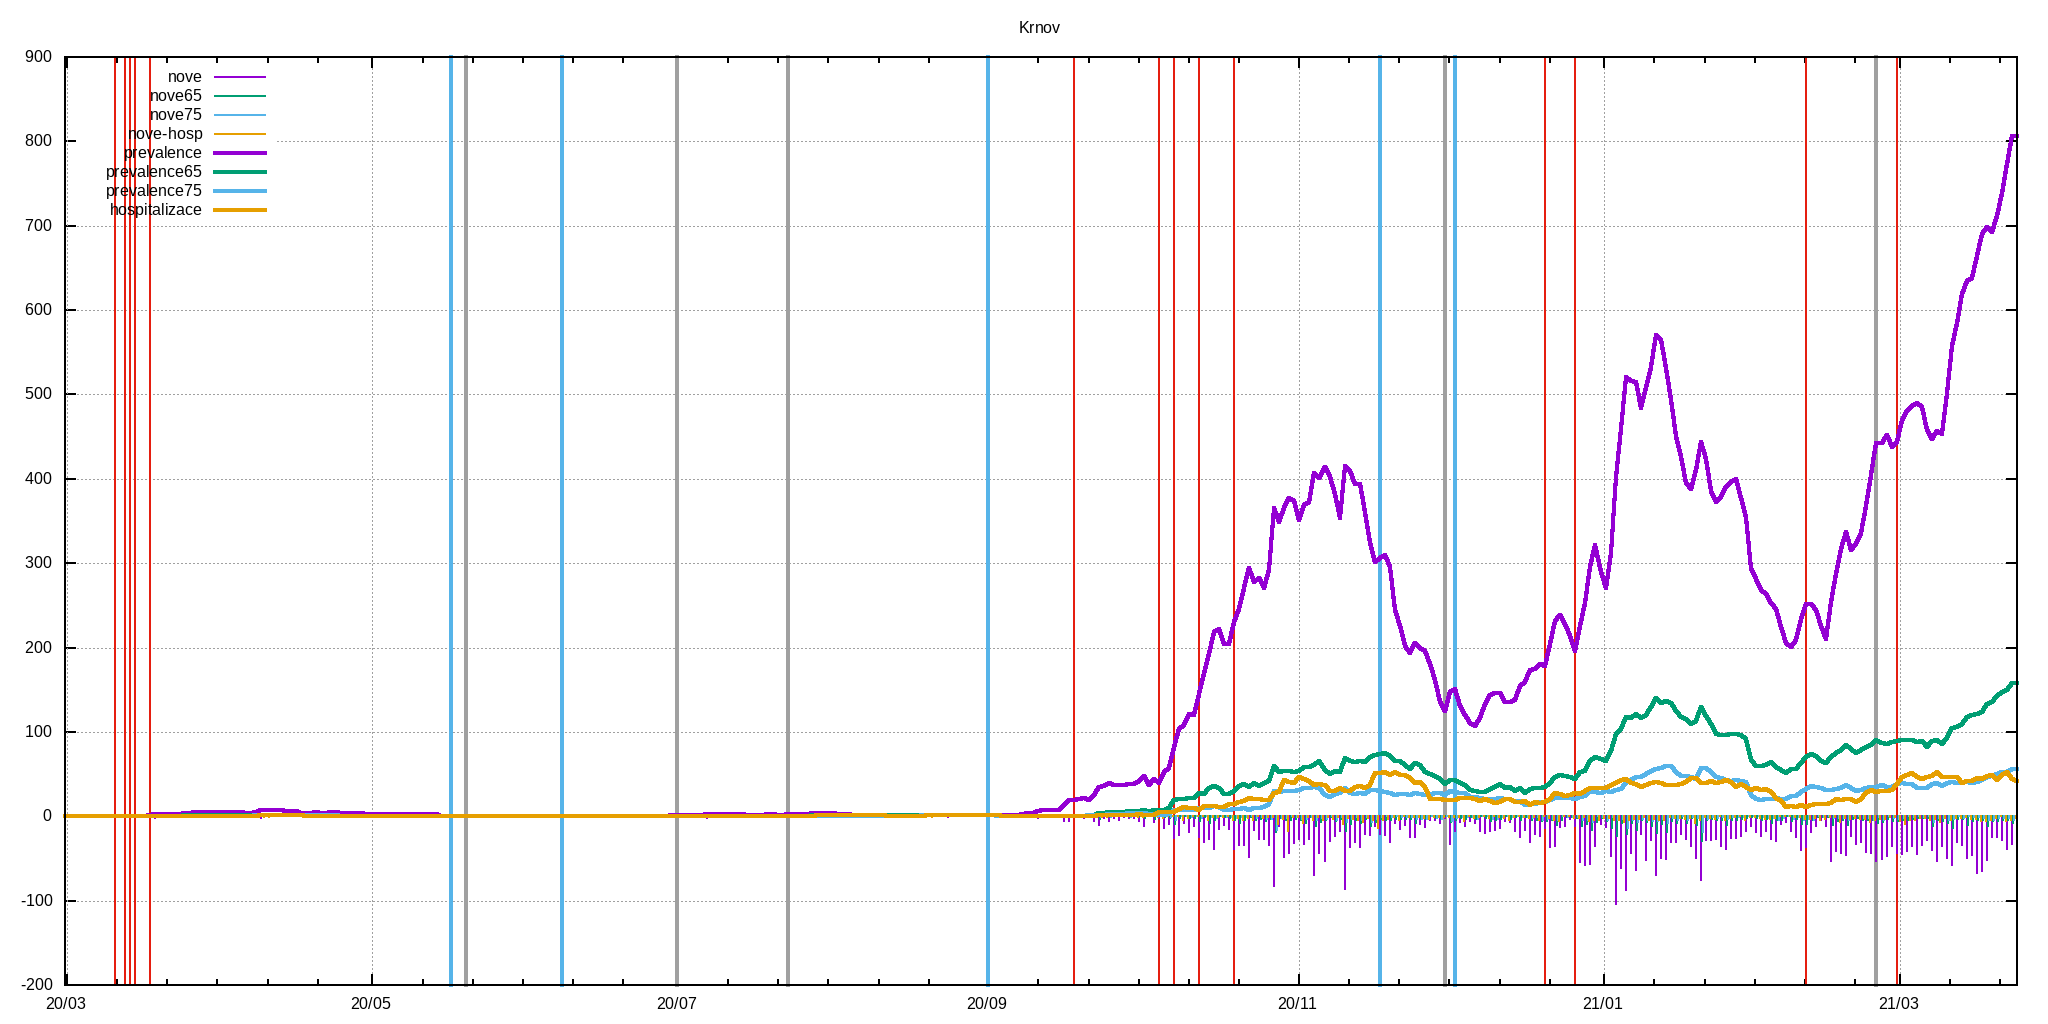 Krnov
900
800
700
600
500
400
300
200
100
0
-100
-200
nove
nove65
nove75
nove-hosp
prevalence
prevalence65
prevalence75
hospitalizace
20/03 20/05 20/07 20/09 20/11 21/01 21/03